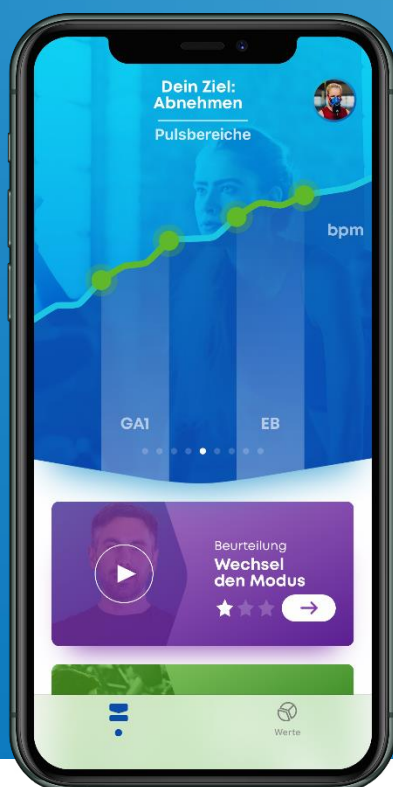 Dein Ziel:
Abnehmen
Pulsbereiche
bpm
GA1
EB
Beurteilung
Wechsel
den Modus
Werte